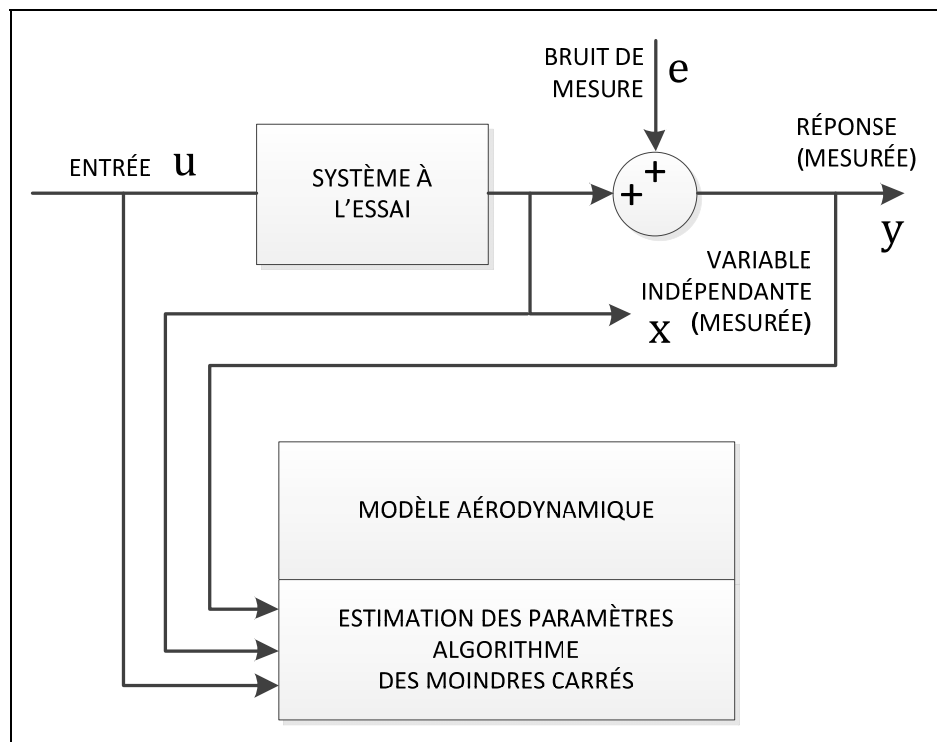 BRUIT DE
MESURE
e
ENTRÉE u
SYSTÈME À
L'ESSAI
+
+
RÉPONSE
(MESURÉE)
y
VARIABLE
INDÉPENDANTE
(MESURÉE)
x
MODÈLE AÉRODYNAMIQUE
ESTIMATION DES PARAMÈTRES
ALGORITHME
DES MOINDRES CARRÉS